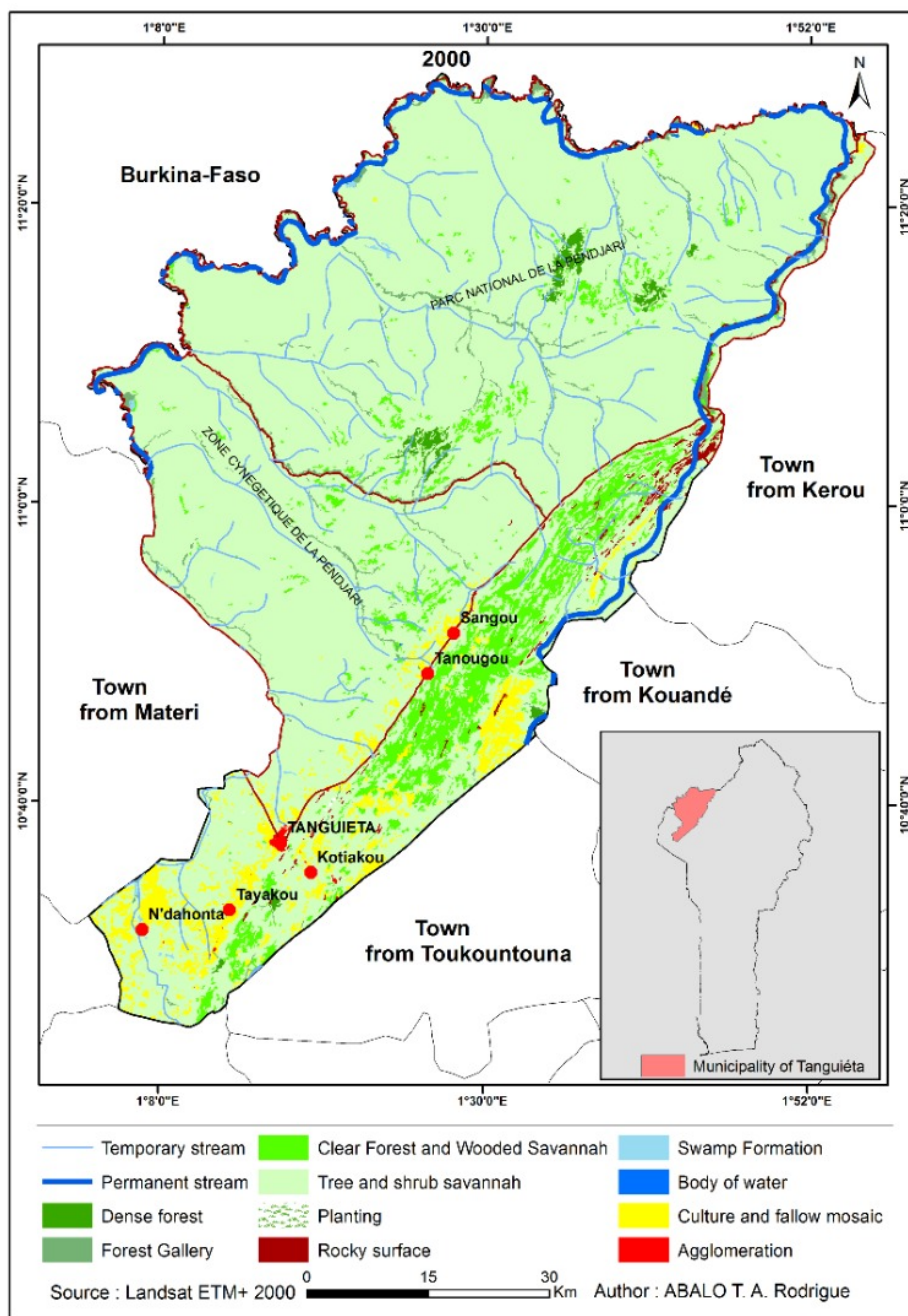 1°8'0"E
1°30'0"E
1°52'0"E
2000
N
Burkina-Faso
11°20'0"N
11°20'0"N
PARC NATIONAL DE LA PENDJARI
ZONE CYNEGETIQUE DE LA PENDJARI
Town
from Kerou
11°0'0"N
11°0'0"N
Sangou
Tanougou
Town
from Materi
Town
from Kouandé
10°40'0"N
10°40'0"N
TANGUIETA
Kotiakou
Tayakou
N'dahonta
Town
from Toukountouna
Municipality of Tanguiéta
1°8'0"E
1°30'0"E
1°52'0"E
Temporary stream
Clear Forest and Wooded Savannah
Swamp Formation
Permanent stream
Tree and shrub savannah
Body of water
Dense forest
Planting
Culture and fallow mosaic
Forest Gallery
Rocky surface
Agglomeration
Source : Landsat ETM+ 2000
0 15 30
Km
Author : ABALO T. A. Rodrigue